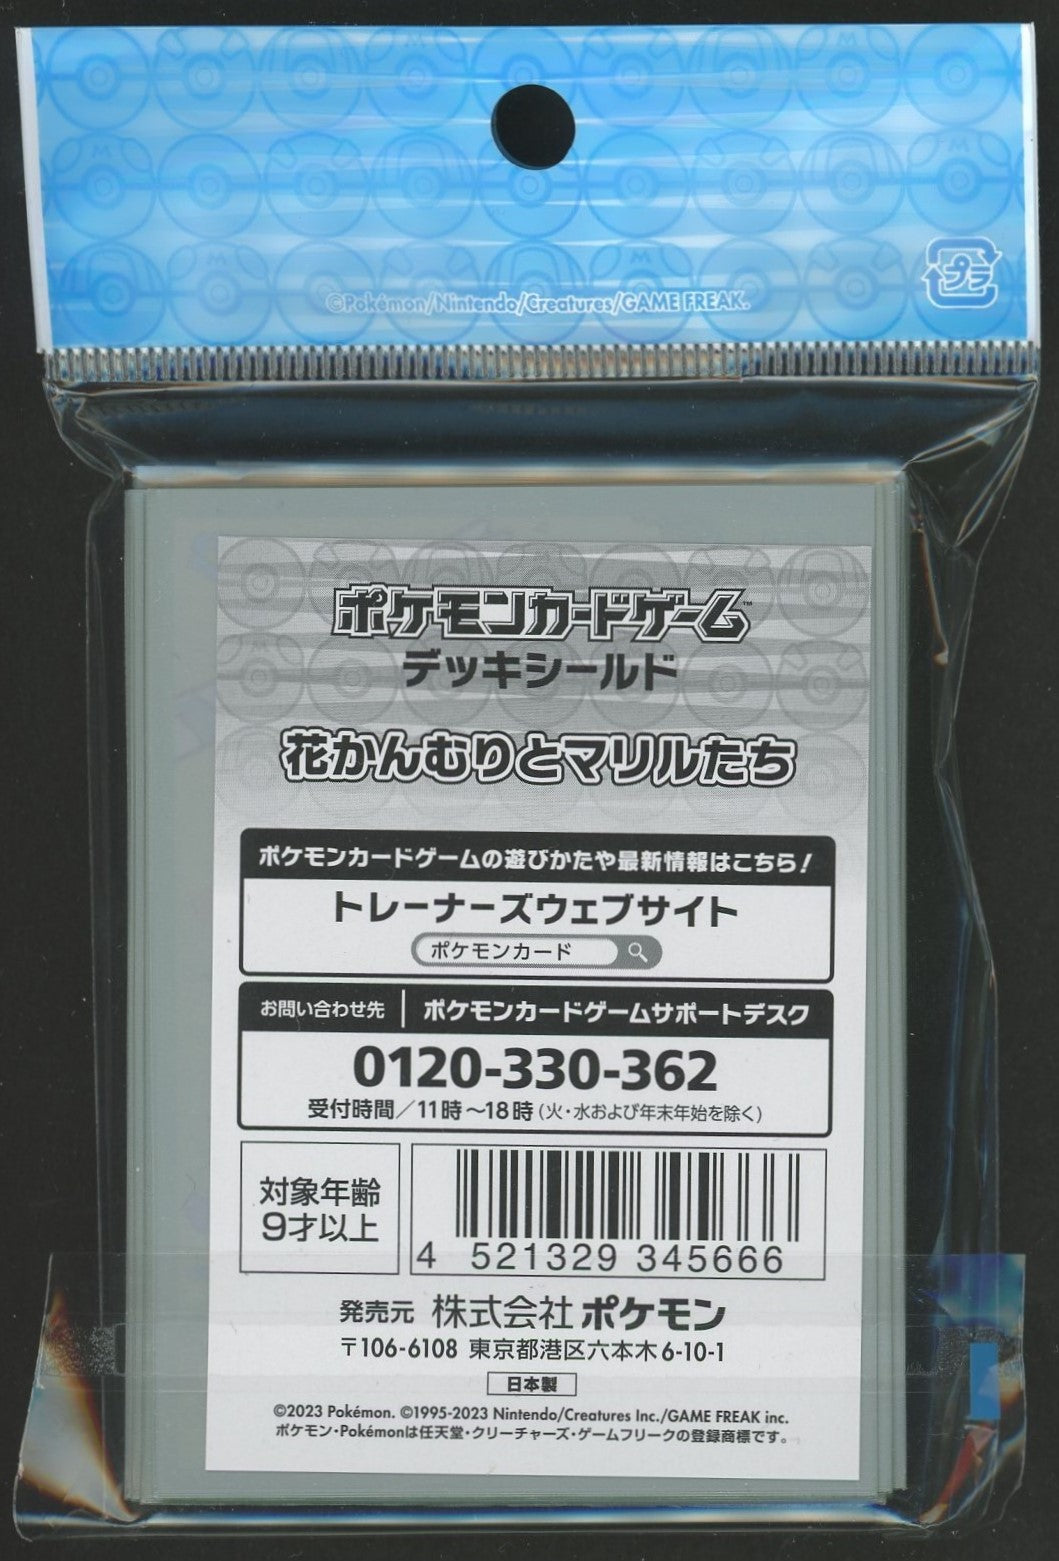 ©Pokémon/Nintendo/Creatures/GAME FREAK.
プラ
ポケモンカードゲーム™
デッキシールド
花かんむりとマリルたち
ポケモンカードゲームの遊びかたや最新情報はこちら!
トレーナーズウェブサイト
ポケモンカード
お問い合わせ先 ポケモンカードゲームサポートデスク
0120-330-362
受付時間/11時~18時(火・水および年末年始を除く)
対象年齢
9才以上
4 521329 345666
発売元 株式会社ポケモン
〒106-6108 東京都港区六本木6-10-1
日本製
©2023 Pokémon. ©1995-2023 Nintendo/Creatures Inc./GAME FREAK inc.
ポケモン・Pokémonは任天堂・クリーチャーズ・ゲームフリークの登録商標です。